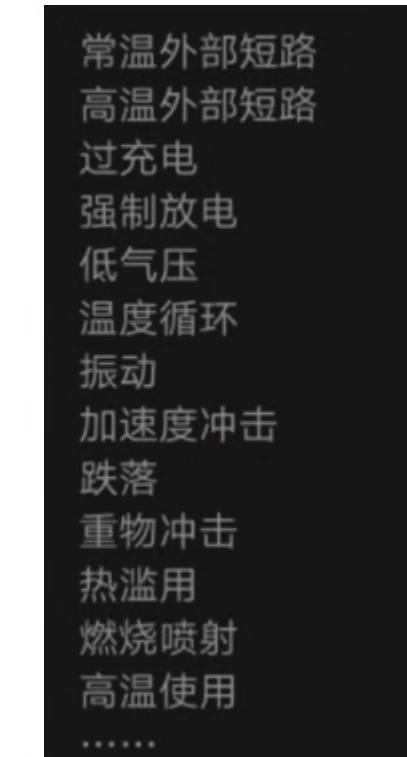 常温外部短路
高温外部短路
过充电
强制放电
低气压
温度循环
振动
加速度冲击
跌落
重物冲击
热滥用
燃烧喷射
高温使用
......